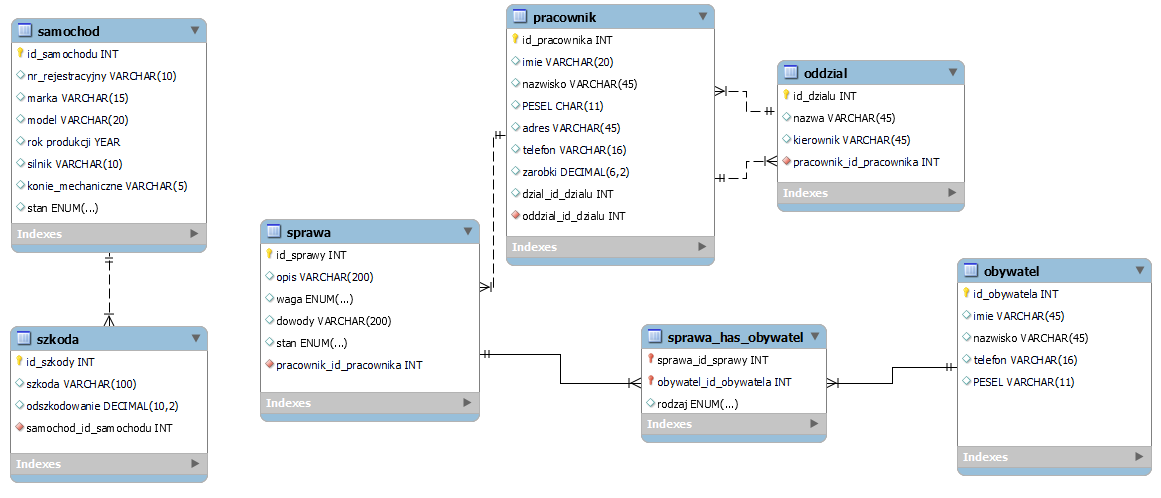 samochod
id_samochodu INT
nr_rejestracyjny VARCHAR(10)
marka VARCHAR(15)
model VARCHAR(20)
rok produkcji YEAR
silnik VARCHAR(10)
konie_mechaniczne VARCHAR(5)
stan ENUM(...)
Indexes
szkoda
id_szkody INT
szkoda VARCHAR(100)
odszkodowanie DECIMAL(10,2)
samochod_id_samochodu INT
Indexes
sprawa
id_sprawy INT
opis VARCHAR(200)
waga ENUM(...)
dowody VARCHAR(200)
stan ENUM(...)
pracownik_id_pracownika INT
Indexes
pracownik
id_pracownika INT
imie VARCHAR(20)
nazwisko VARCHAR(45)
PESEL CHAR(11)
adres VARCHAR(45)
telefon VARCHAR(16)
zarobki DECIMAL(6,2)
dzial_id_dzialu INT
oddzial_id_dzialu INT
Indexes
oddzial
id_dzialu INT
nazwa VARCHAR(45)
kierownik VARCHAR(45)
pracownik_id_pracownika INT
Indexes
sprawa_has_obywatel
sprawa_id_sprawy INT
obywatel_id_obywatela INT
rodzaj ENUM(...)
Indexes
obywatel
id_obywatela INT
imie VARCHAR(45)
nazwisko VARCHAR(45)
telefon VARCHAR(16)
PESEL VARCHAR(11)
Indexes